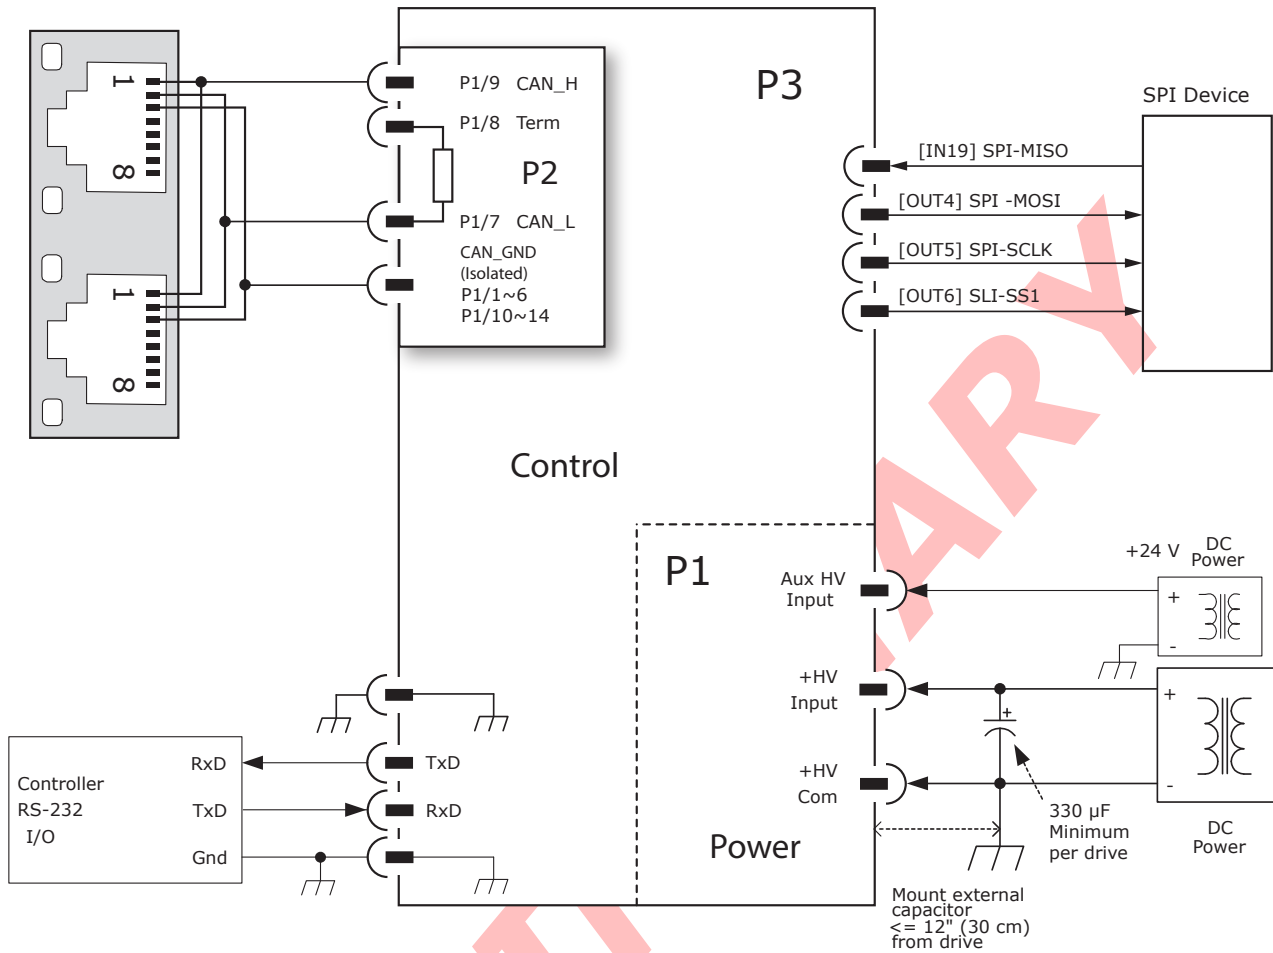 1
8
1
8
P1/9 CAN_H
P1/8 Term
P2
P1/7 CAN_L
CAN_GND
(Isolated)
P1/1~6
P1/10~14
P3
SPI Device
[IN19] SPI-MISO
[OUT4] SPI -MOSI
[OUT5] SPI-SCLK
[OUT6] SLI-SS1
Control
P1
Aux HV
Input
+24 V
DC
Power
+
-
+HV
Input
+HV
Com
+
+
-
DC
Power
330 µF
Minimum
per drive
Power
Mount external
capacitor
<= 12" (30 cm)
from drive
Controller
RS-232
I/O
RxD
TxD
Gnd
TxD
RxD
ARY